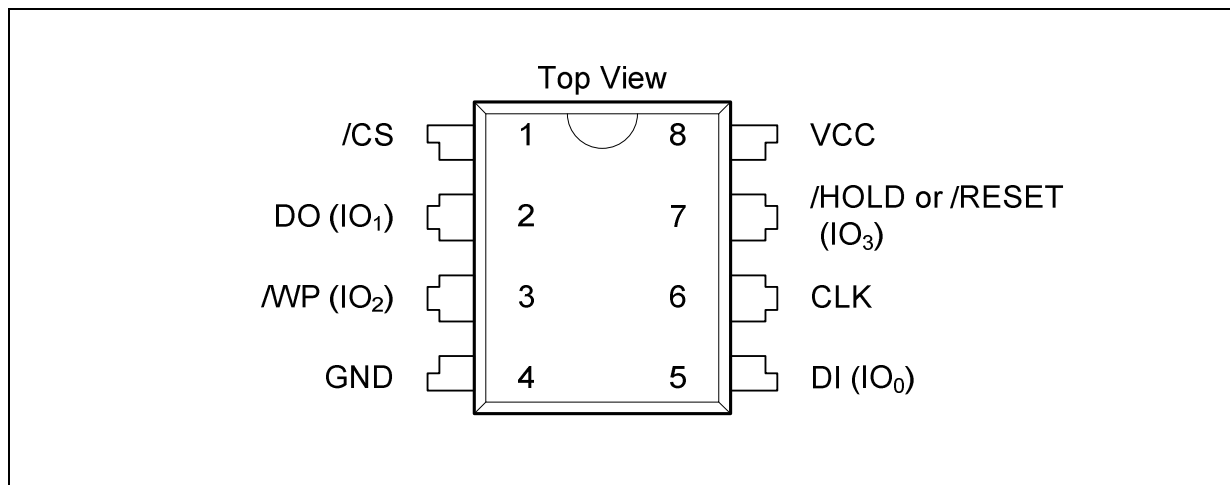 Top View
/CS 1 8 VCC
DO (IO₁) 2 7 /HOLD or /RESET
(IO₃)
/WP (IO₂) 3 6 CLK
GND 4 5 DI (IO₀)